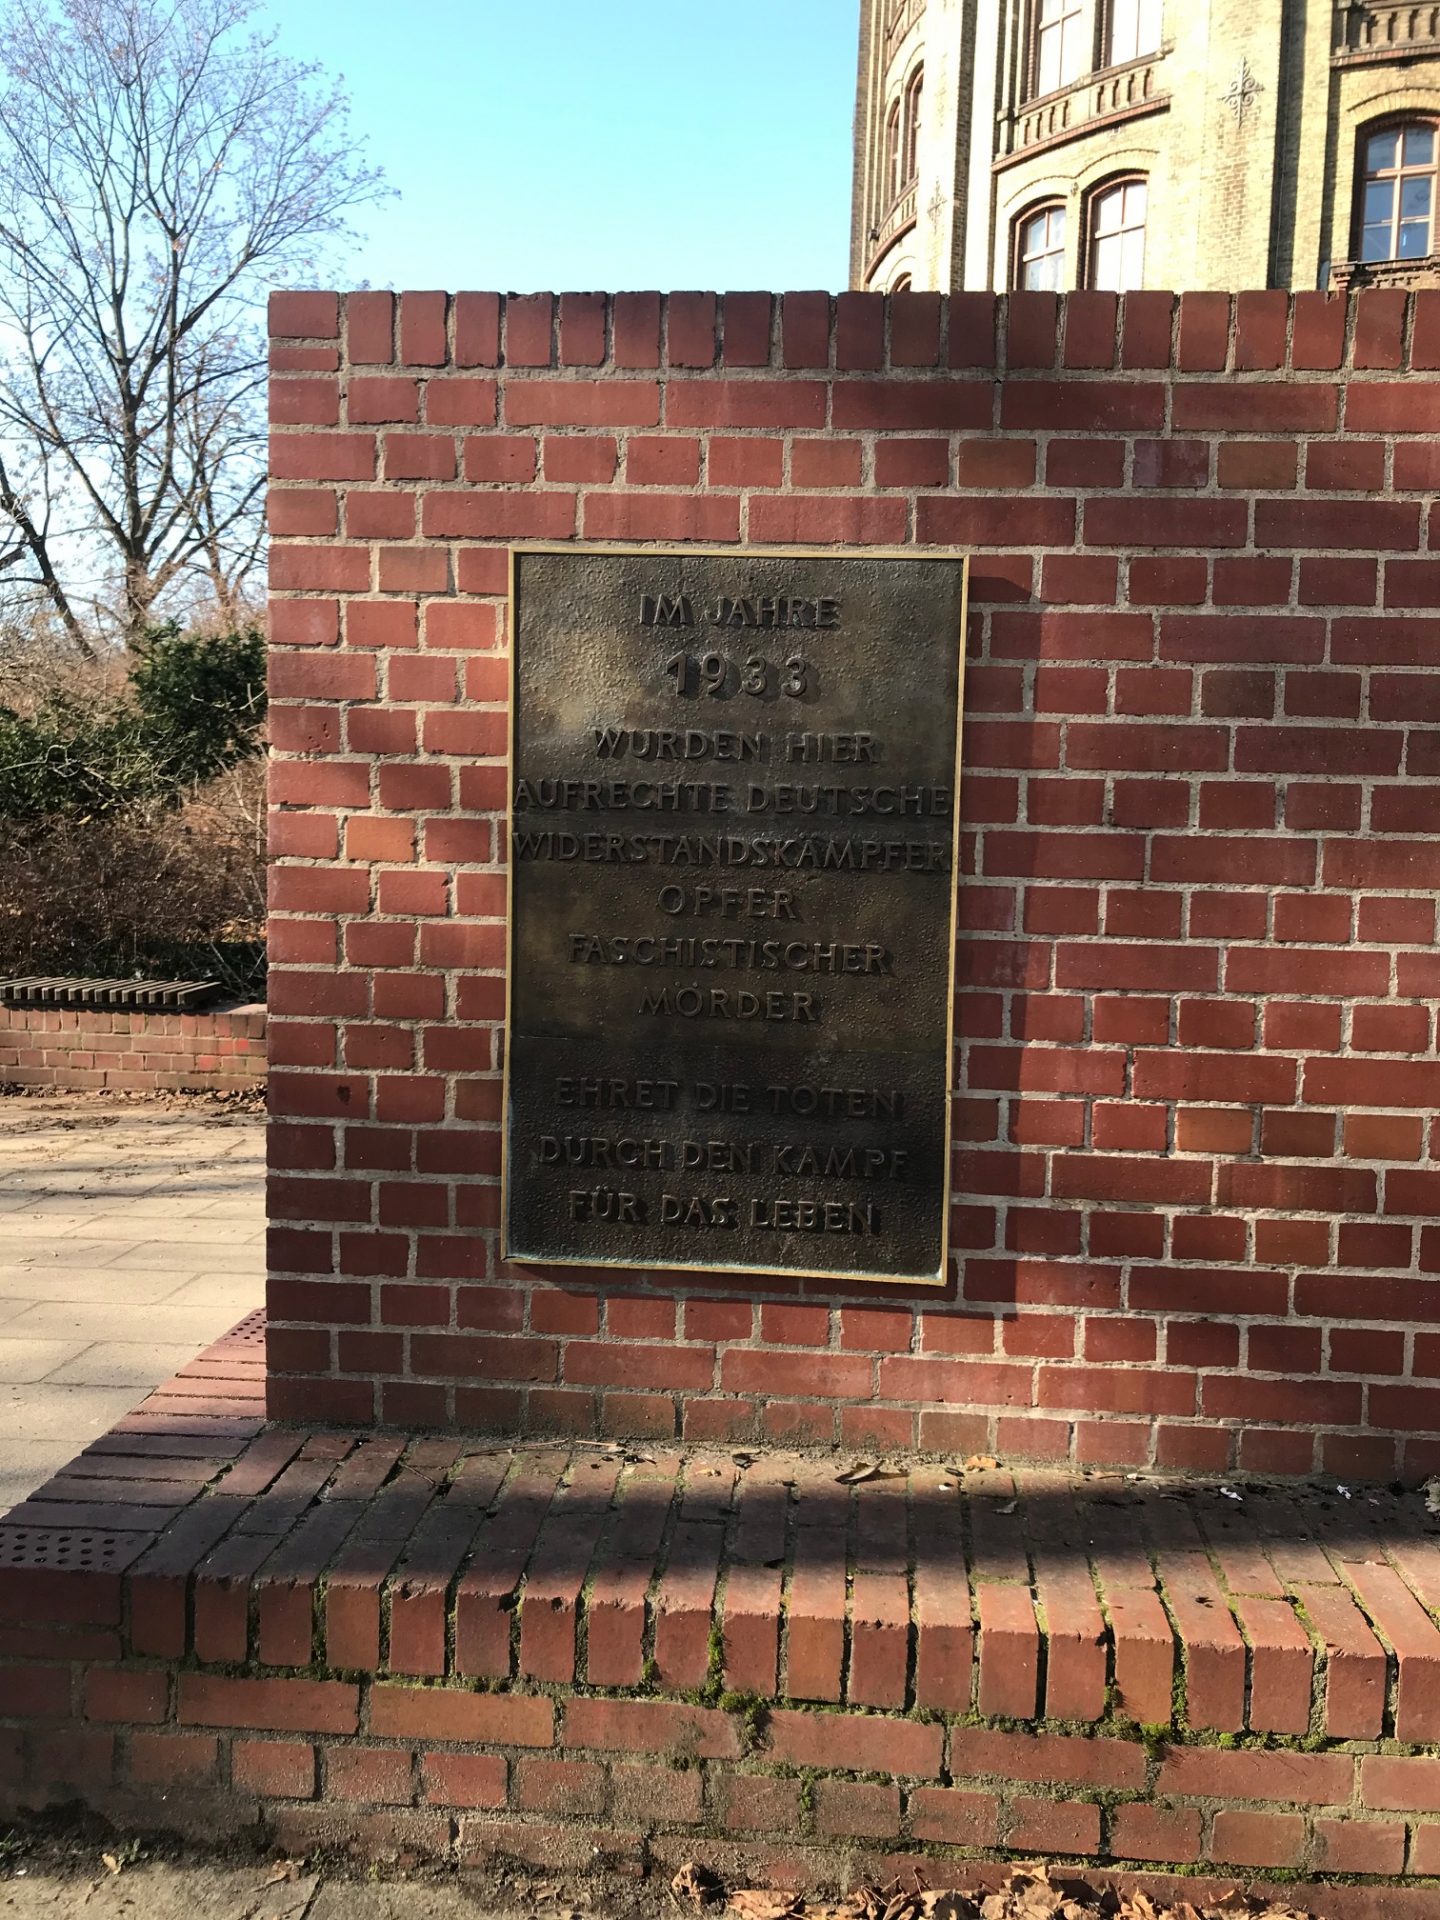 IM JAHRE
1933
WURDEN HIER
AUFRECHTE DEUTSCHE
WIDERSTANDSKÄMPFER
OPFER
FASCHISTISCHER
MÖRDER
EHRET DIE TOTEN
DURCH DEN KAMPF
FÜR DAS LEBEN